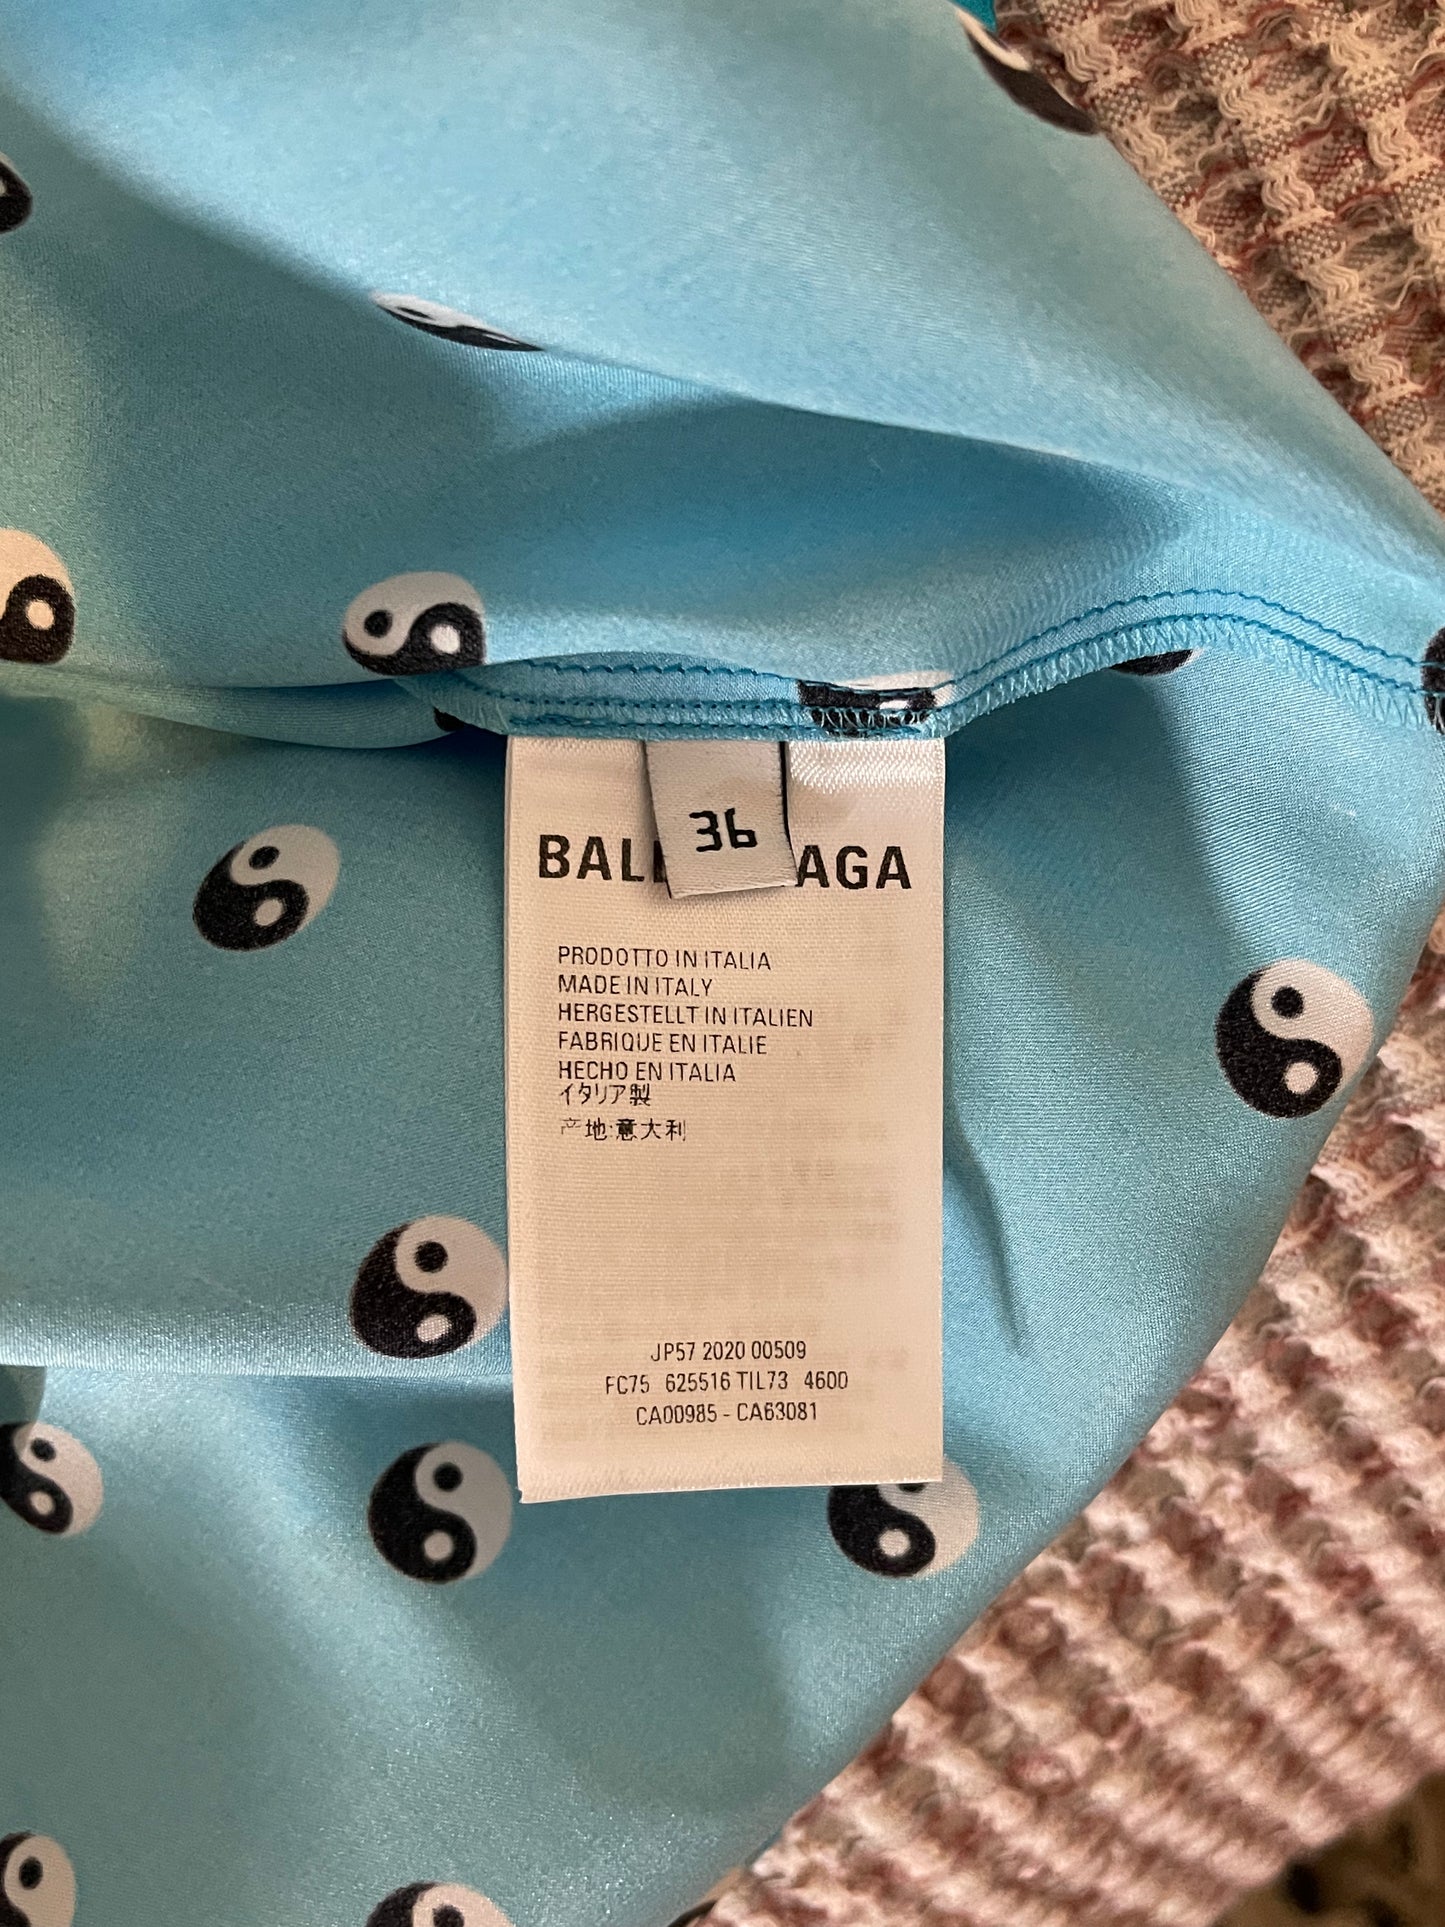 36
BAL AGA
PRODOTTO IN ITALIA
MADE IN ITALY
HERGESTELLT IN ITALIEN
FABRIQUE EN ITALIE
HECHO EN ITALIA
イタリア製
产地:意大利
JP57 2020 00509
FC75 625516 TIL73 4600
CA00985 - CA63081